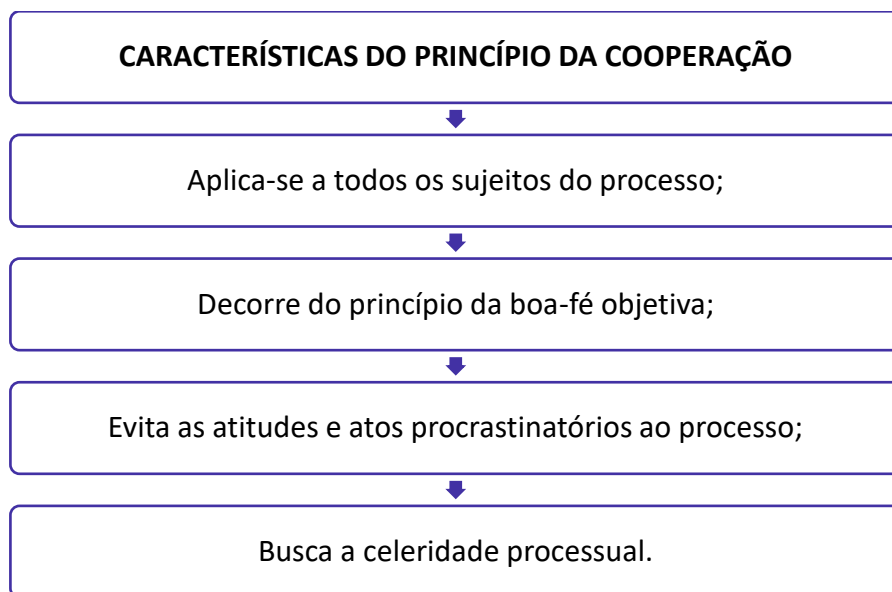 CARACTERÍSTICAS DO PRINCÍPIO DA COOPERAÇÃO
Aplica-se a todos os sujeitos do processo;
Decorre do princípio da boa-fé objetiva;
Evita as atitudes e atos procrastinatórios ao processo;
Busca a celeridade processual.